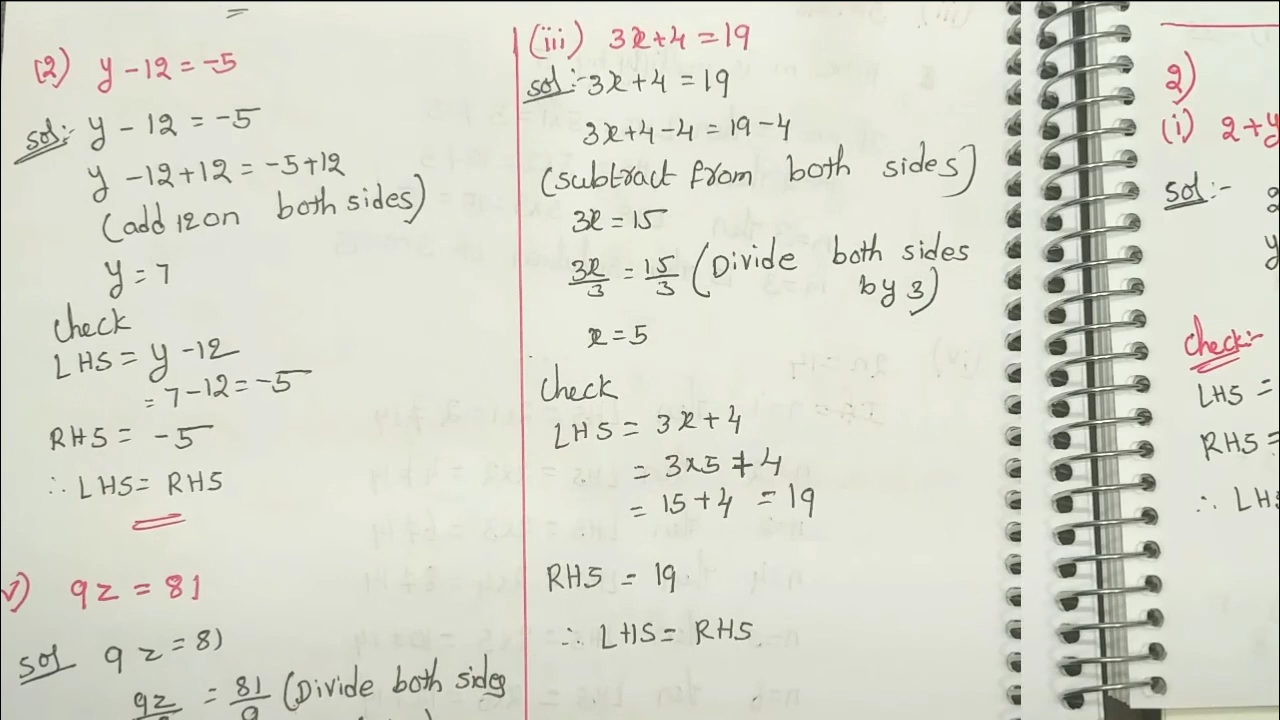 (2) y - 12 = -5
Sol:- y - 12 = -5
y - 12 + 12 = -5 + 12
(add 12 on both sides)
y = 7
check
LHS = y - 12
= 7 - 12 = -5
RHS = -5
∴ LHS = RHS
v) 9z = 81
Sol 9z = 81
9z = 81/9 (Divide both sides
(iii) 3x + 4 = 19
Sol:- 3x + 4 = 19
3x + 4 - 4 = 19 - 4
(subtract from both sides)
3x = 15
3x/3 = 15/3 (Divide both sides
by 3)
x = 5
check
LHS = 3x + 4
= 3x5 + 4
= 15 + 4 = 19
RHS = 19
∴ LHS = RHS
2)
(i) 2 + y
Sol:-
y
check:-
LHS =
RHS =
∴ LHS